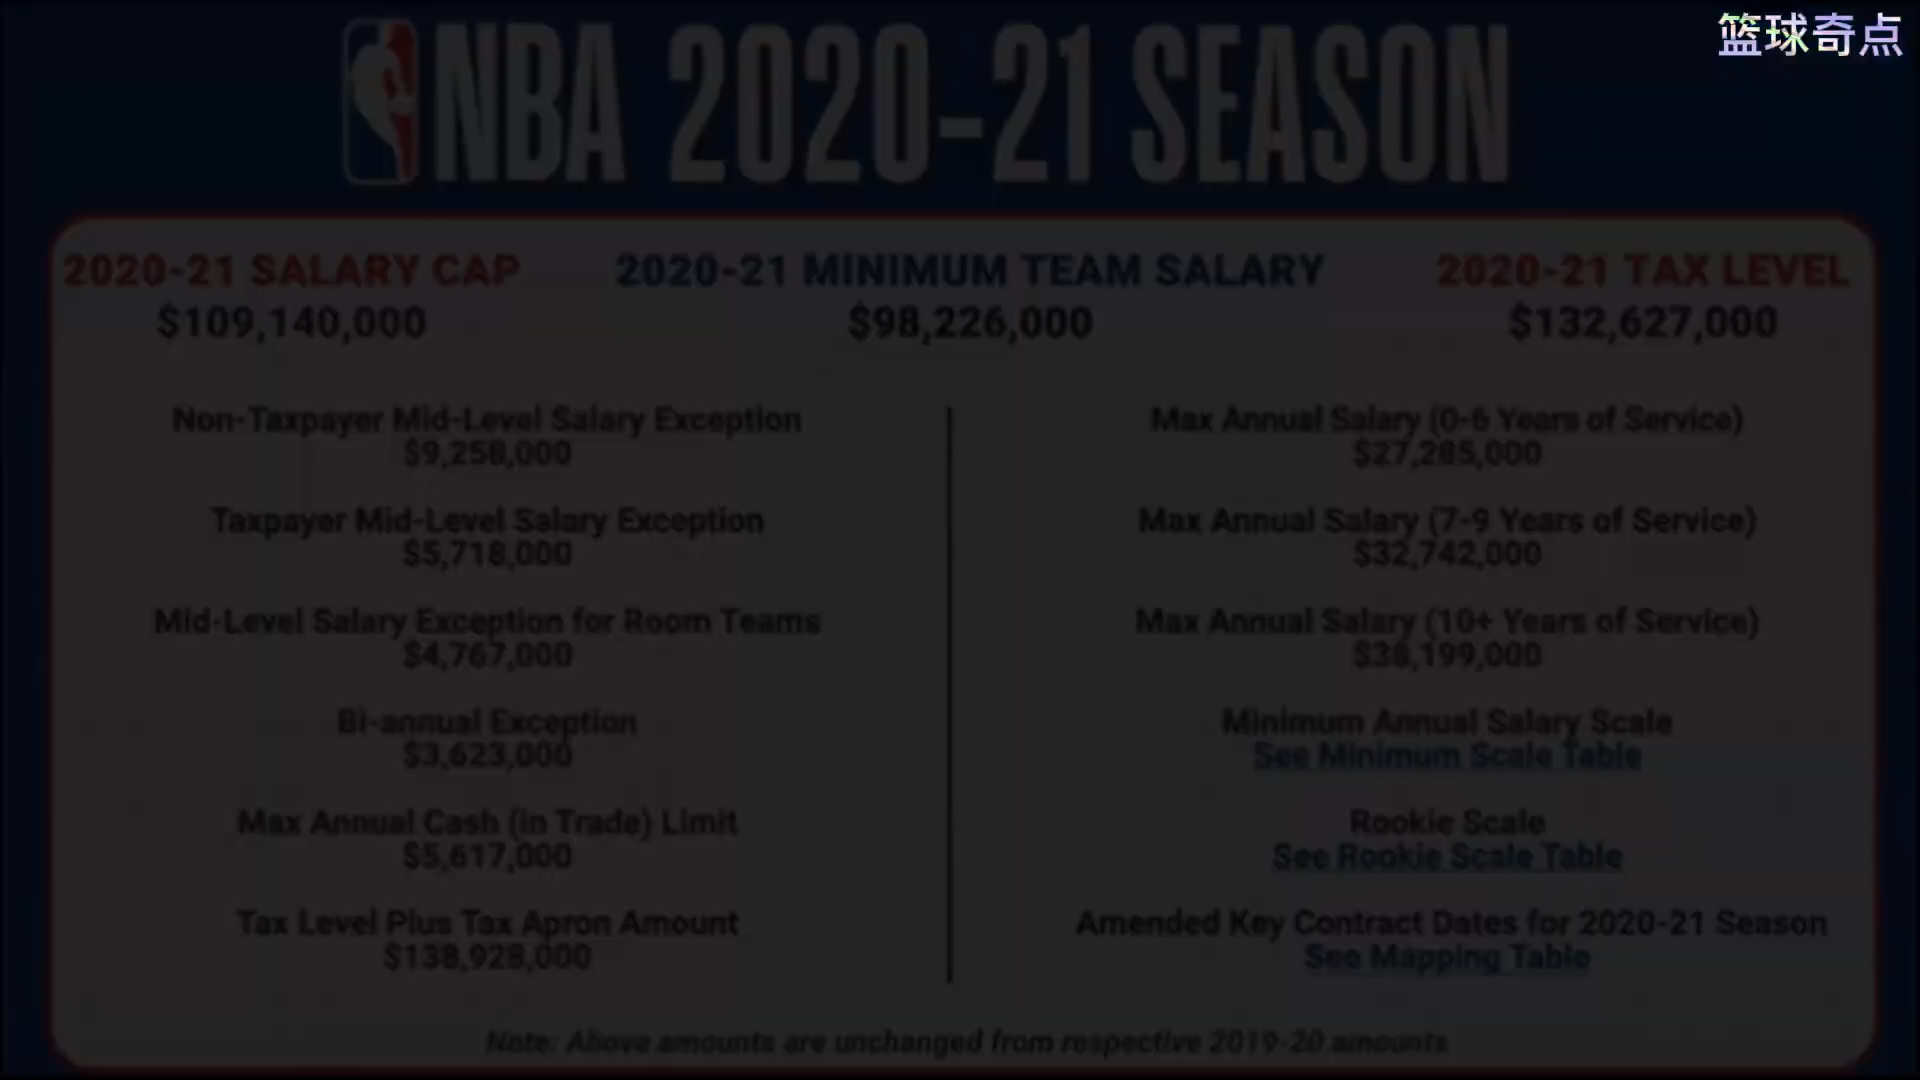 篮球奇点
NBA 2020-21 SEASON
2020-21 SALARY CAP
$109,140,000
2020-21 MINIMUM TEAM SALARY
$98,226,000
2020-21 TAX LEVEL
$132,627,000
Non-Taxpayer Mid-Level Salary Exception
$9,258,000
Taxpayer Mid-Level Salary Exception
$5,718,000
Mid-Level Salary Exception for Room Teams
$4,767,000
Bi-annual Exception
$3,623,000
Max Annual Cash (in Trade) Limit
$5,617,000
Tax Level Plus Tax Apron Amount
$138,928,000
Max Annual Salary (0-6 Years of Service)
$27,285,000
Max Annual Salary (7-9 Years of Service)
$32,742,000
Max Annual Salary (10+ Years of Service)
$38,199,000
Minimum Annual Salary Scale
See Minimum Scale Table
Rookie Scale
See Rookie Scale Table
Amended Key Contract Dates for 2020-21 Season
See Mapping Table
Note: Above amounts are unchanged from respective 2019-20 amounts